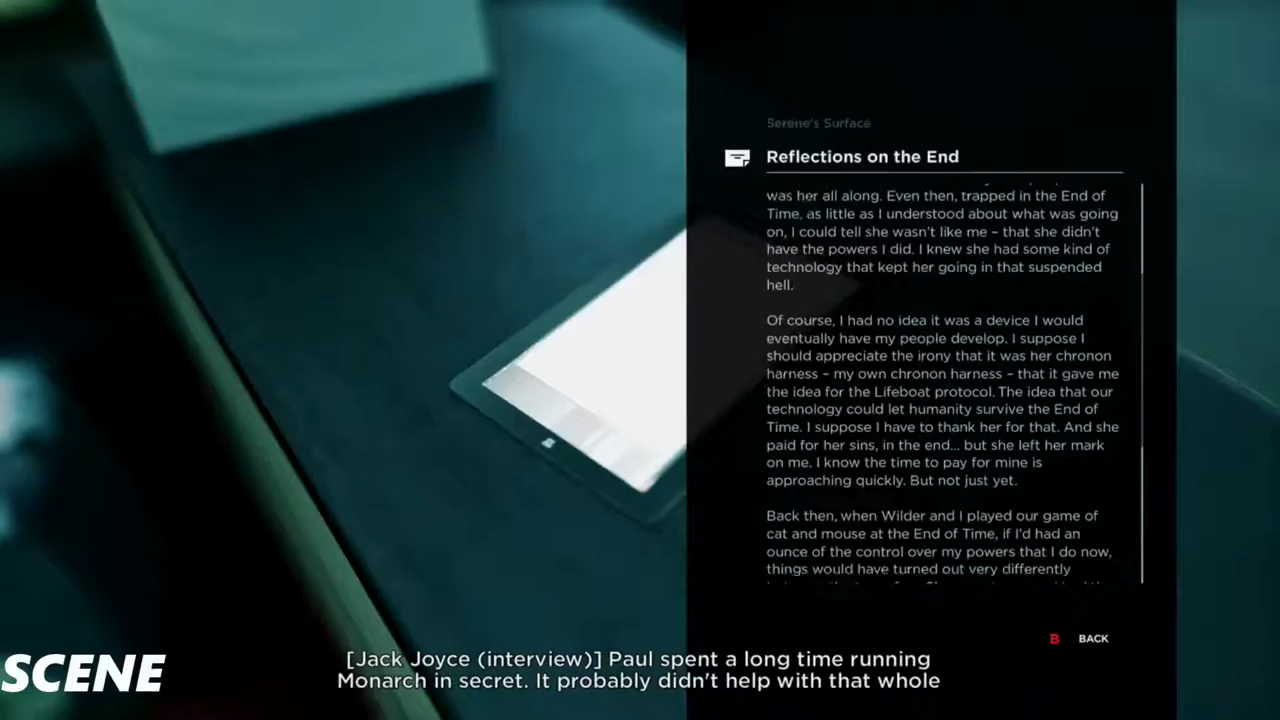 Serene's Surface
Reflections on the End
was her all along. Even then, trapped in the End of
Time, as little as I understood about what was going
on, I could tell she wasn't like me – that she didn't
have the powers I did. I knew she had some kind of
technology that kept her going in that suspended
hell.
Of course, I had no idea it was a device I would
eventually have my people develop. I suppose I
should appreciate the irony that it was her chronon
harness – my own chronon harness – that it gave me
the idea for the Lifeboat protocol. The idea that our
technology could let humanity survive the End of
Time. I suppose I have to thank her for that. And she
paid for her sins, in the end... but she left her mark
on me. I know the time to pay for mine is
approaching quickly. But not just yet.
Back then, when Wilder and I played our game of
cat and mouse at the End of Time, if I'd had an
ounce of the control over my powers that I do now,
things would have turned out very differently
B BACK
SCENE
[Jack Joyce (interview)] Paul spent a long time running
Monarch in secret. It probably didn't help with that whole